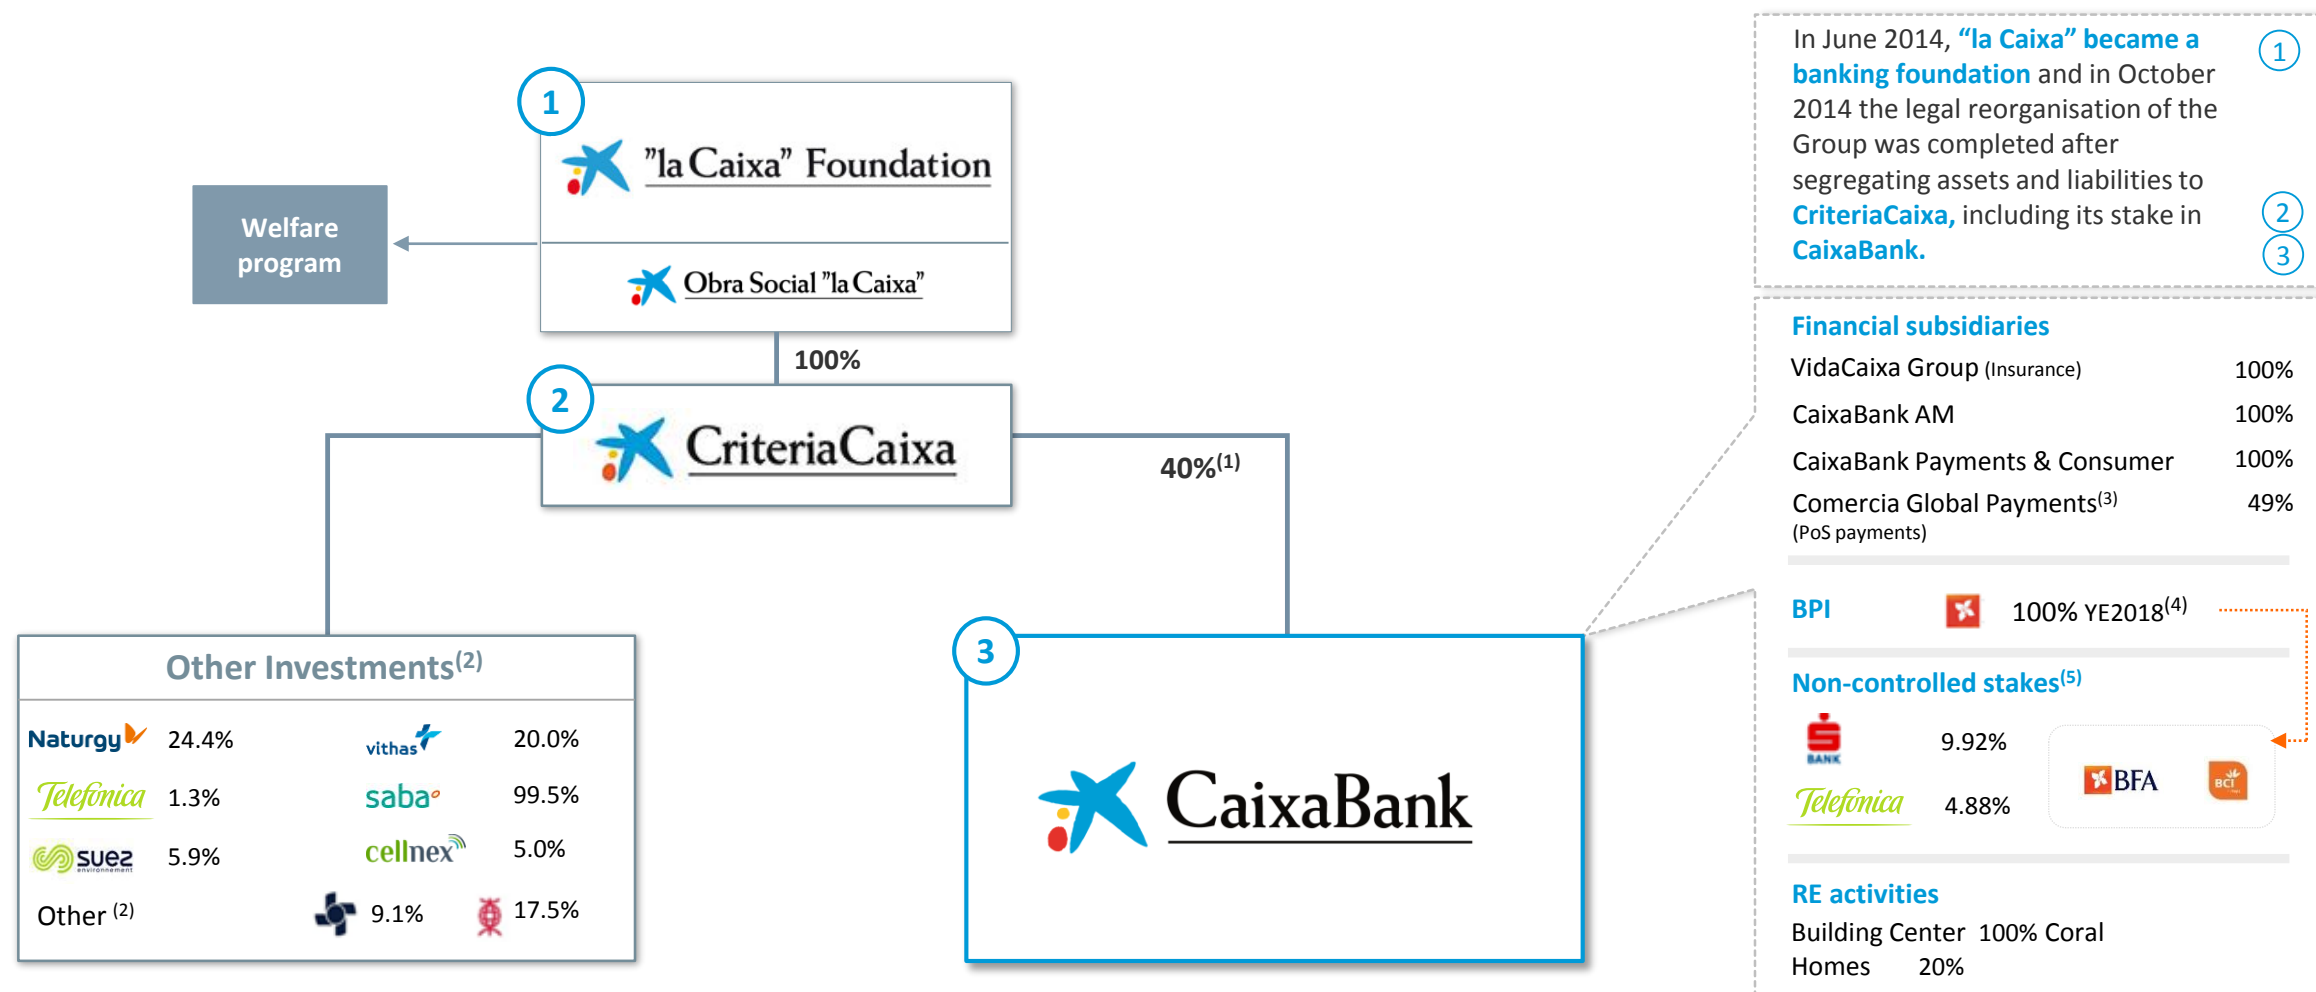 1
"la Caixa" Foundation
Obra Social "la Caixa"
Welfare
program
100%
2
CriteriaCaixa
40%(1)
Other Investments(2)
Naturgy 24.4%
vithas 20.0%
Telefónica 1.3%
saba 99.5%
suez
environnement
5.9%
cellnex 5.0%
Other (2)
9.1%
17.5%
3
CaixaBank
In June 2014, “la Caixa” became a
banking foundation and in October
2014 the legal reorganisation of the
Group was completed after
segregating assets and liabilities to
CriteriaCaixa, including its stake in
CaixaBank.
1
2
3
Financial subsidiaries
VidaCaixa Group (Insurance) 100%
CaixaBank AM 100%
CaixaBank Payments & Consumer 100%
Comercia Global Payments(3) 49%
(PoS payments)
BPI 100% YE2018(4)
Non-controlled stakes(5)
S
BANK
9.92%
Telefónica 4.88%
BFA
BCI
RE activities
Building Center 100% Coral
Homes 20%